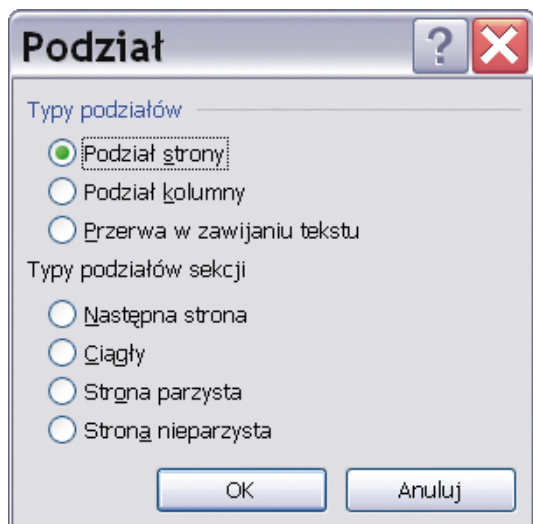 Podział
?
Typy podziałów
Podział strony
Podział kolumny
Przerwa w zawijaniu tekstu
Typy podziałów sekcji
Następna strona
Ciągły
Strona parzysta
Strona nieparzysta
OK Anuluj